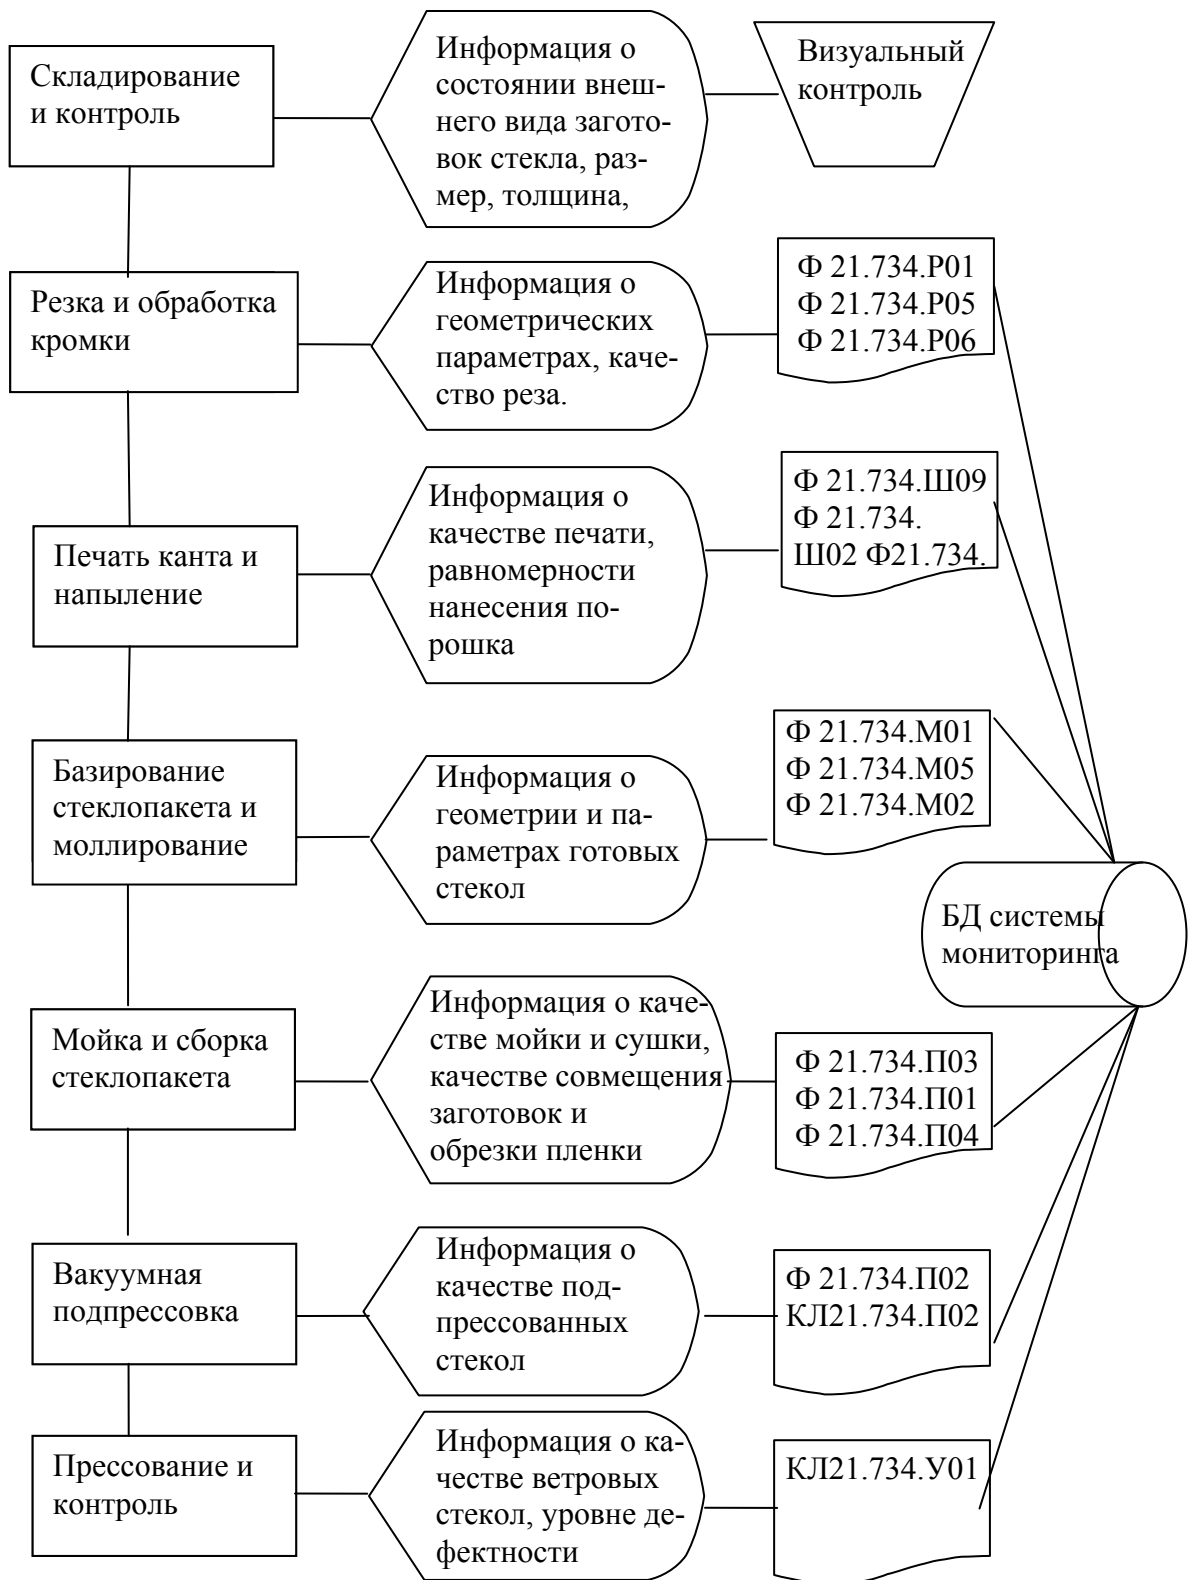 Складирование
и контроль
Информация о
состоянии внеш-
него вида загото-
вок стекла, раз-
мер, толщина,
Визуальный
контроль
Резка и обработка
кромки
Информация о
геометрических
параметрах, каче-
ство реза.
Ф 21.734.Р01
Ф 21.734.Р05
Ф 21.734.Р06
Печать канта и
напыление
Информация о
качестве печати,
равномерности
нанесения по-
рошка
Ф 21.734.Ш09
Ф 21.734.
Ш02 Ф21.734.
Базирование
стеклопакета и
моллирование
Информация о
геометрии и па-
раметрах готовых
стекол
Ф 21.734.М01
Ф 21.734.М05
Ф 21.734.М02
БД системы
мониторинга
Мойка и сборка
стеклопакета
Информация о каче-
стве мойки и сушки,
качестве совмещения
заготовок и
обрезки пленки
Ф 21.734.П03
Ф 21.734.П01
Ф 21.734.П04
Вакуумная
подпрессовка
Информация о
качестве под-
прессованных
стекол
Ф 21.734.П02
КЛ21.734.П02
Прессование и
контроль
Информация о ка-
честве ветровых
стекол, уровне де-
фектности
КЛ21.734.У01